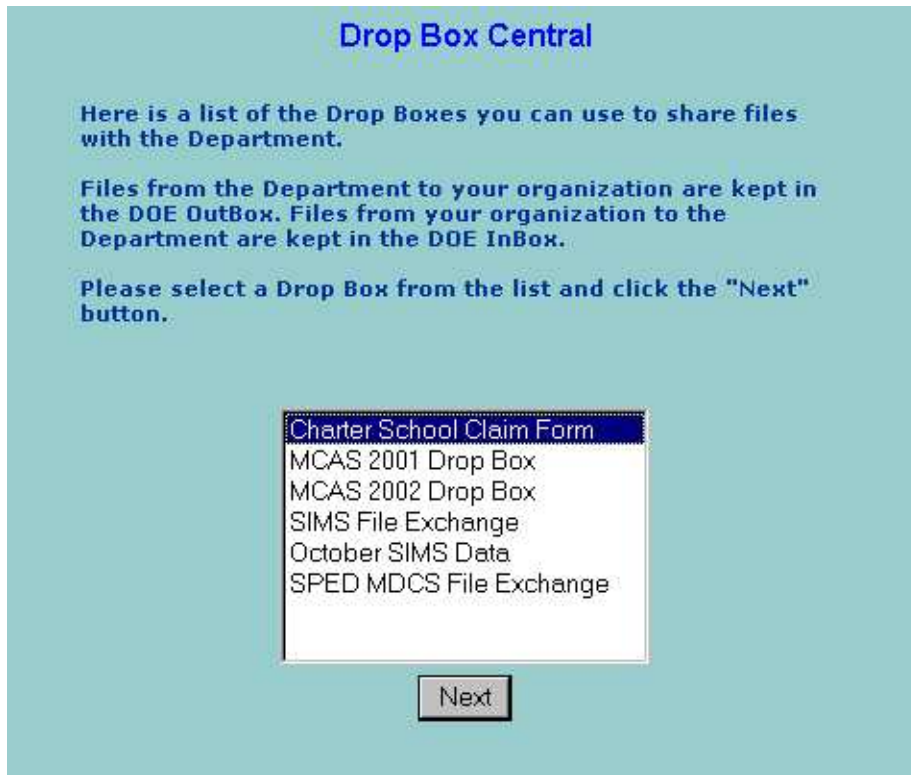 Drop Box Central
Here is a list of the Drop Boxes you can use to share files
with the Department.
Files from the Department to your organization are kept in
the DOE OutBox. Files from your organization to the
Department are kept in the DOE InBox.
Please select a Drop Box from the list and click the "Next"
button.
Charter School Claim Form
MCAS 2001 Drop Box
MCAS 2002 Drop Box
SIMS File Exchange
October SIMS Data
SPED MDCS File Exchange
Next